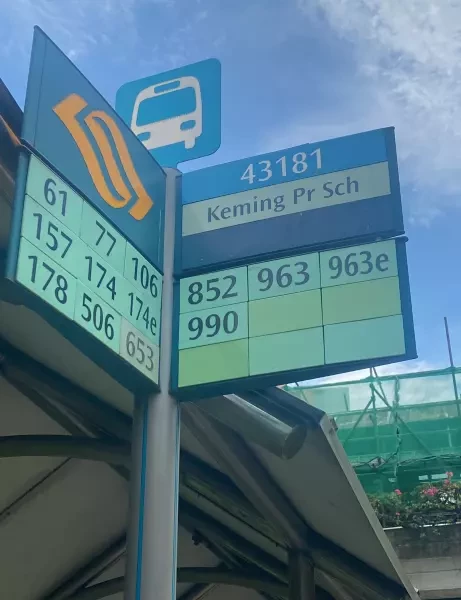 61 77 106
157 174 174e
178 506 653
43181
Keming Pr Sch
852 963 963e
990